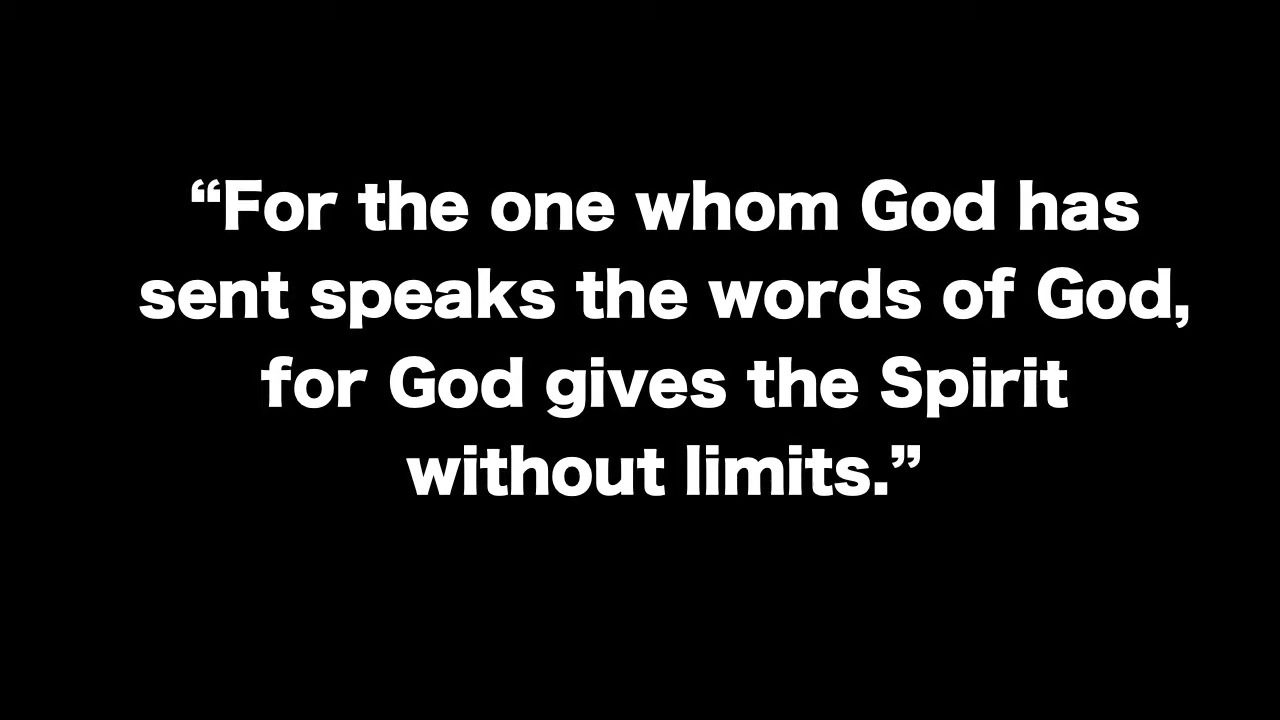 “For the one whom God has
sent speaks the words of God,
for God gives the Spirit
without limits.”